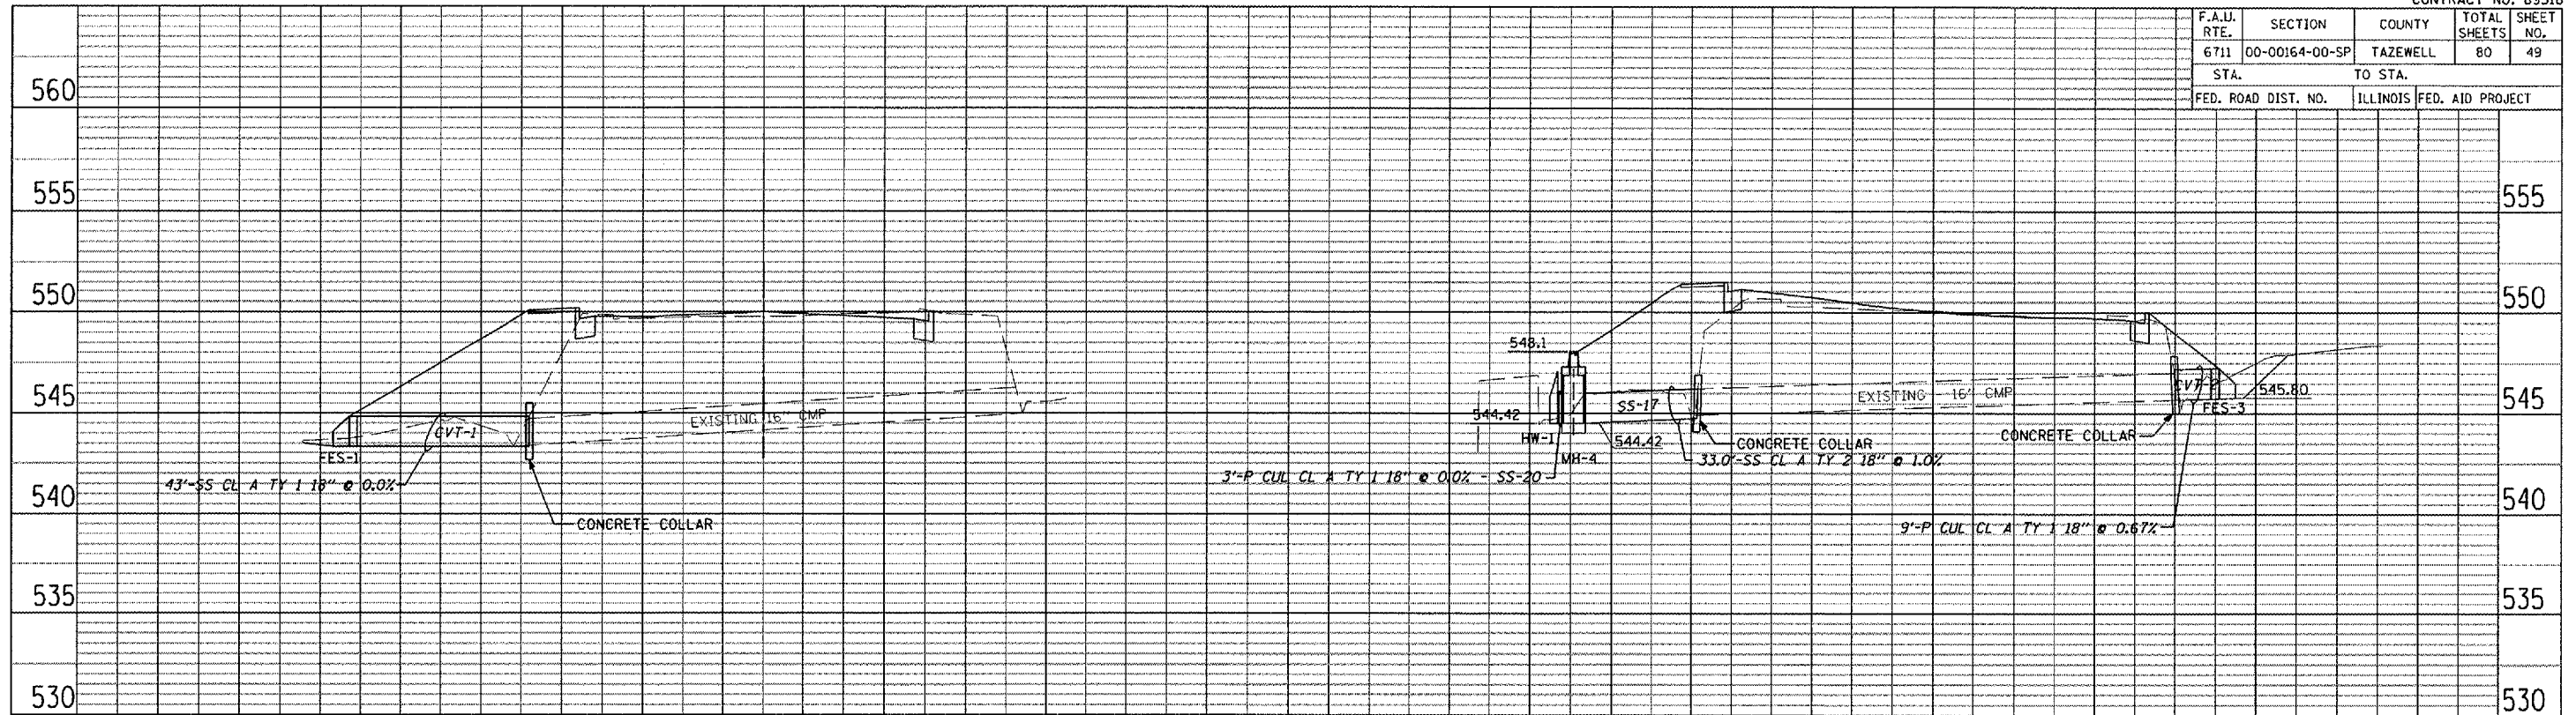 CONTRACT NO. 89518
F.A.U. RTE. SECTION COUNTY TOTAL SHEETS SHEET NO.
6711 00-00164-00-SP TAZEWELL 80 49
STA. TO STA.
FED. ROAD DIST. NO. ILLINOIS FED. AID PROJECT
560
555 555
550 550
548.1
545 545
EXISTING 16" CMP
CVT-1
FES-1
43'-SS CL A TY 1 18" @ 0.0%
CONCRETE COLLAR
544.42
HW-1
MH-4
SS-17
544.42
CONCRETE COLLAR
33.0'-SS CL A TY 2 18" @ 1.0%
3'-P CUL CL A TY 1 18" @ 0.0% - SS-20
EXISTING 16" CMP
CONCRETE COLLAR
FES-3
545.80
9'-P CUL CL A TY 1 18" @ 0.67%
540 540
535 535
530 530